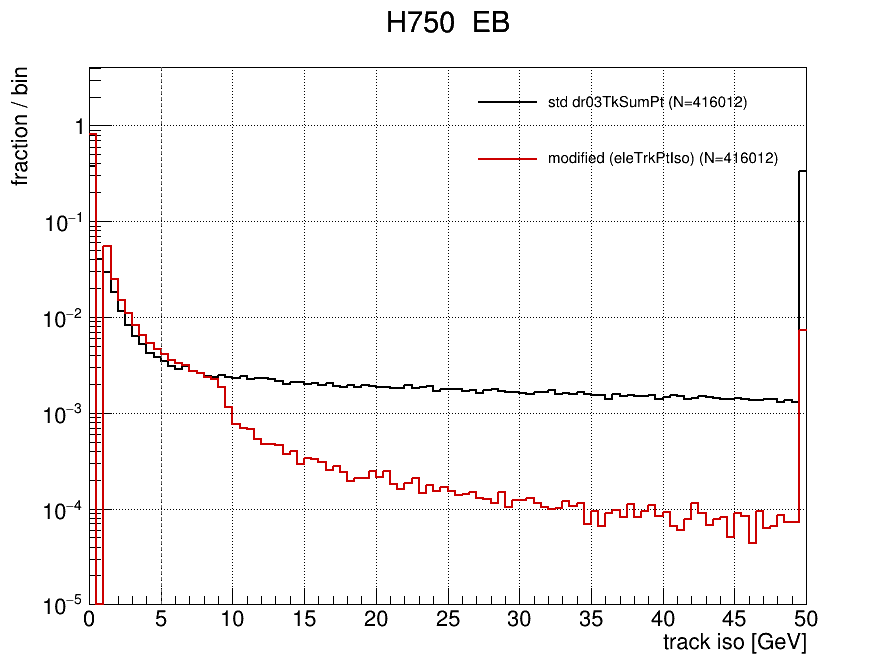 H750 EB
fraction / bin
std dr03TkSumPt (N=416012)
modified (eleTrkPtIso) (N=416012)
1
10⁻¹
10⁻²
10⁻³
10⁻⁴
10⁻⁵
0 5 10 15 20 25 30 35 40 45 50
track iso [GeV]